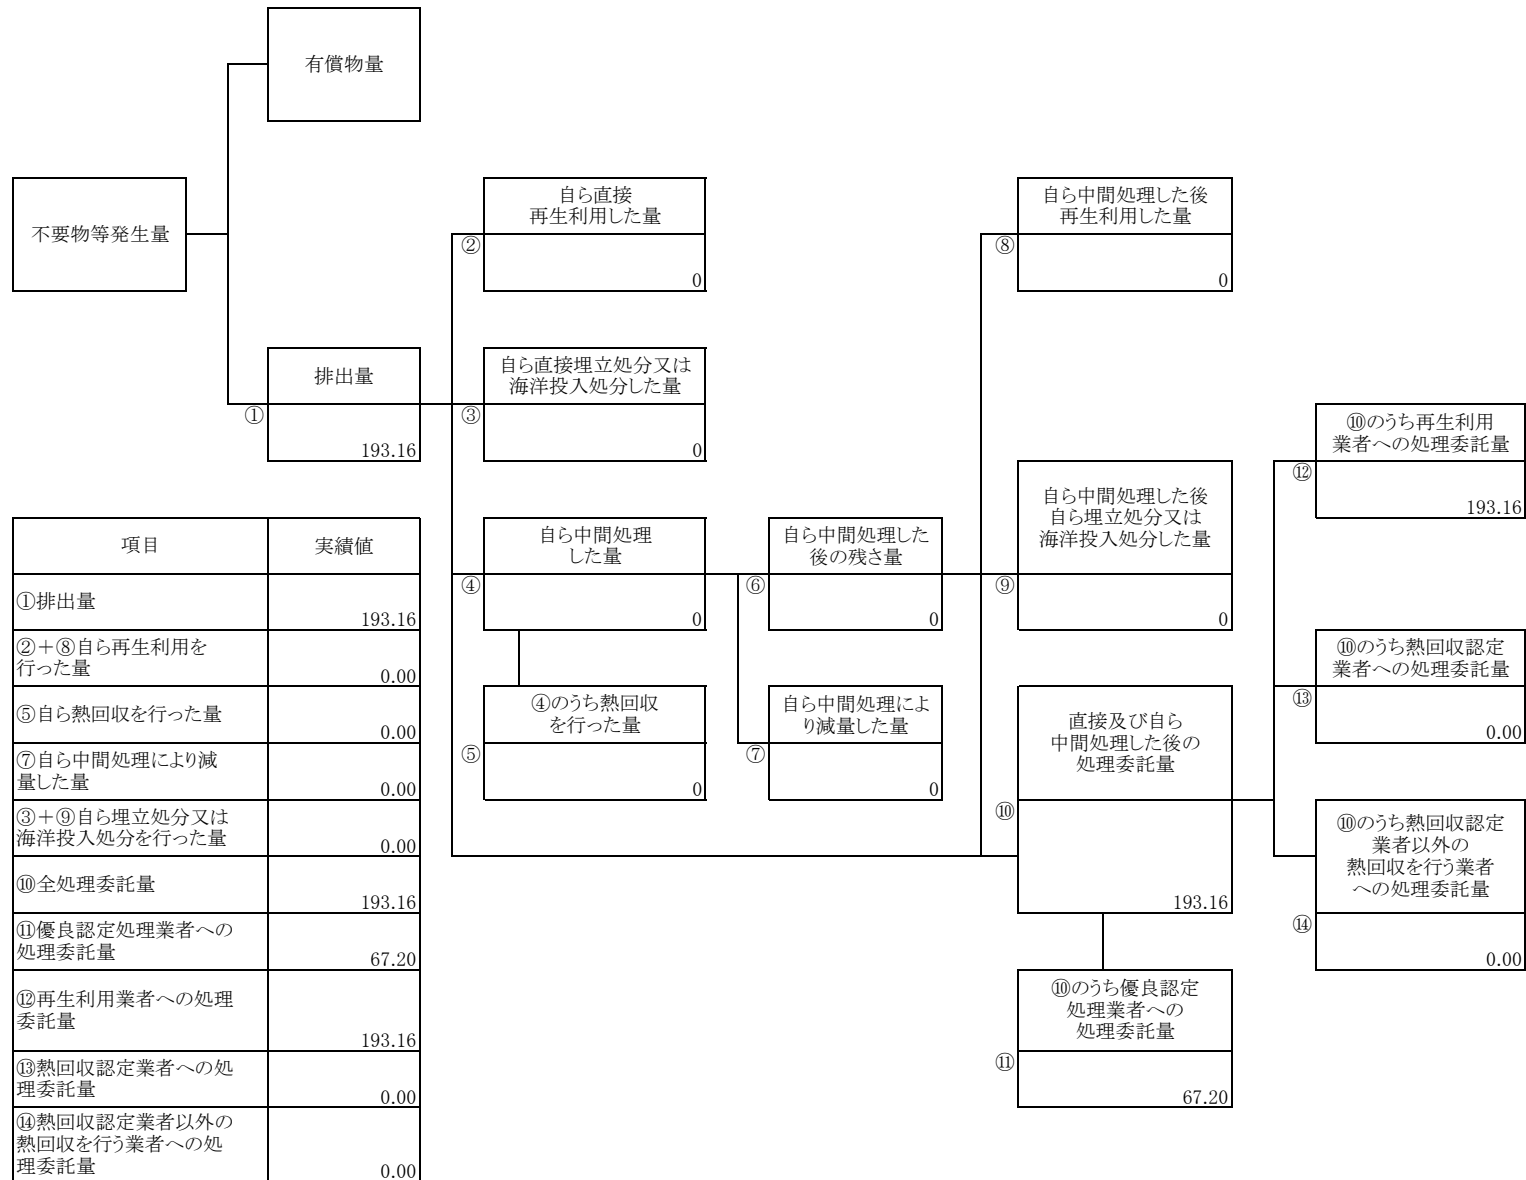 有償物量
不要物等発生量
自ら直接
再生利用した量
②
0
自ら中間処理した後
再生利用した量
⑧
0
排出量
①
193.16
自ら直接埋立処分又は
海洋投入処分した量
③
0
⑩のうち再生利用
業者への処理委託量
⑫
193.16
自ら中間処理
した量
④
0
自ら中間処理した
後の残さ量
⑥
0
自ら中間処理した後
自ら埋立処分又は
海洋投入処分した量
⑨
0
⑩のうち熱回収認定
業者への処理委託量
⑬
0.00
④のうち熱回収
を行った量
⑤
0
自ら中間処理によ
り減量した量
⑦
0
直接及び自ら
中間処理した後の
処理委託量
⑩
193.16
⑩のうち熱回収認定
業者以外の
熱回収を行う業者
への処理委託量
⑭
0.00
⑩のうち優良認定
処理業者への
処理委託量
⑪
67.20
項目 実績値
①排出量
193.16
②+⑧自ら再生利用を
行った量
0.00
⑤自ら熱回収を行った量
0.00
⑦自ら中間処理により減
量した量
0.00
③+⑨自ら埋立処分又は
海洋投入処分を行った量
0.00
⑩全処理委託量
193.16
⑪優良認定処理業者への
処理委託量
67.20
⑫再生利用業者への処理
委託量
193.16
⑬熱回収認定業者への処
理委託量
0.00
⑭熱回収認定業者以外の
熱回収を行う業者への処
理委託量
0.00